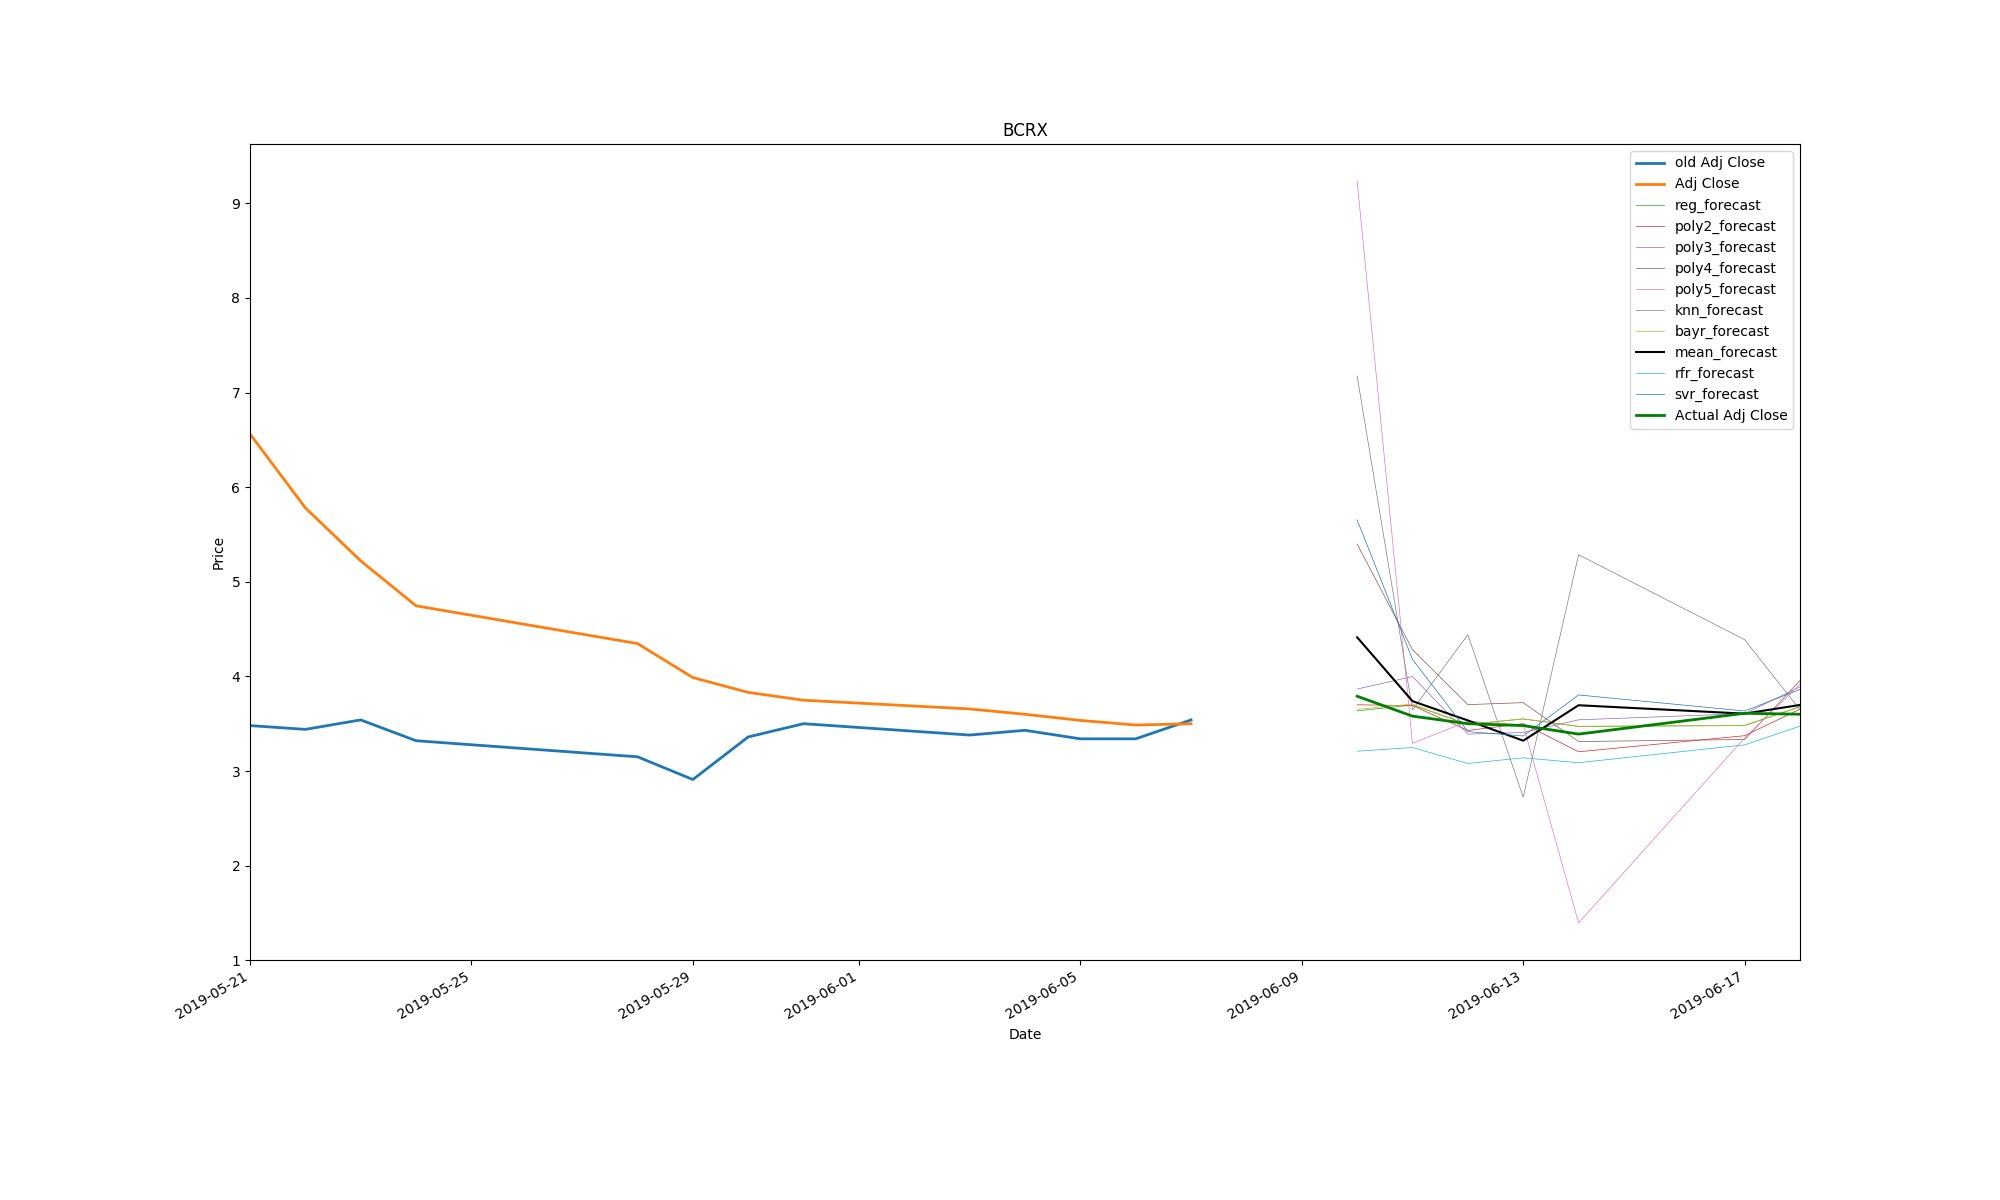 BCRX
old Adj Close
Adj Close
reg_forecast
poly2_forecast
poly3_forecast
poly4_forecast
poly5_forecast
knn_forecast
bayr_forecast
mean_forecast
rfr_forecast
svr_forecast
Actual Adj Close
9
8
7
6
5
4
3
2
1
Price
2019-05-21
2019-05-25
2019-05-29
2019-06-01
2019-06-05
2019-06-09
2019-06-13
2019-06-17
Date